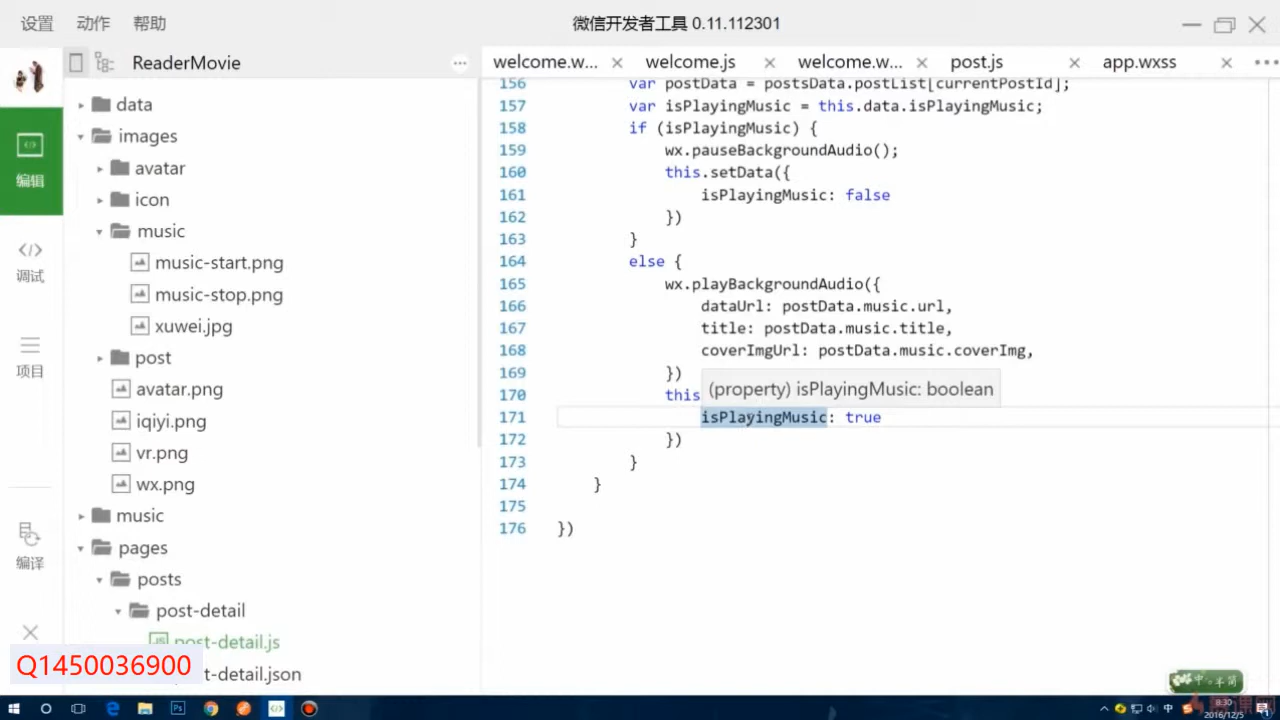 设置 动作 帮助
微信开发者工具 0.11.112301
ReaderMovie
welcome.w... welcome.js welcome.w... post.js app.wxss
编辑
调试
项目
编译
data
images
avatar
icon
music
music-start.png
music-stop.png
xuwei.jpg
post
avatar.png
iqiyi.png
vr.png
wx.png
music
pages
posts
post-detail
post-detail.js
t-detail.json
Q1450036900
156 var postData = postsData.postList[currentPostId];
157 var isPlayingMusic = this.data.isPlayingMusic;
158 if (isPlayingMusic) {
159 wx.pauseBackgroundAudio();
160 this.setData({
161 isPlayingMusic: false
162 })
163 }
164 else {
165 wx.playBackgroundAudio({
166 dataUrl: postData.music.url,
167 title: postData.music.title,
168 coverImgUrl: postData.music.coverImg,
169 })
(property) isPlayingMusic: boolean
170 this
171 isPlayingMusic: true
172 })
173 }
174 }
175
176 })
中
8:30
2016/12/5